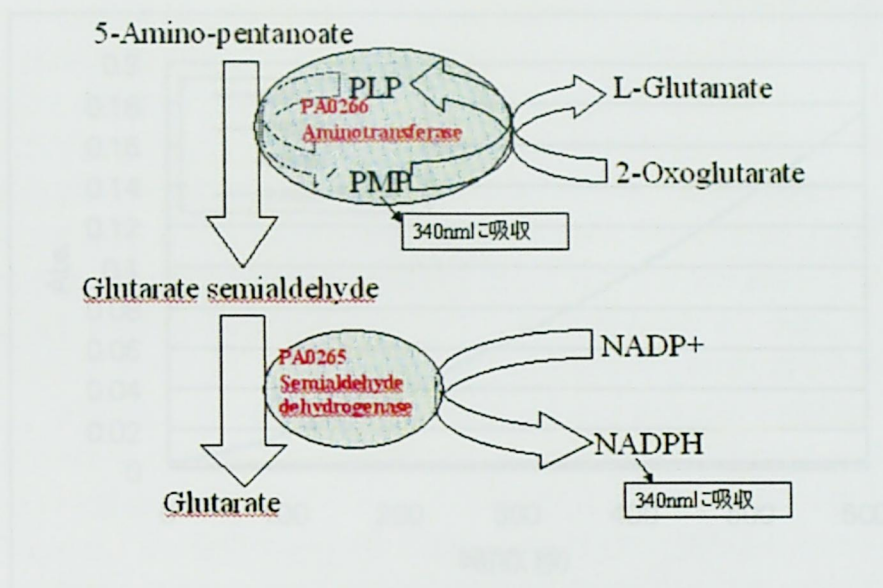 5-Amino-pentanoate
PLP
PA0266
Aminotransferase
PMP
L-Glutamate
2-Oxoglutarate
340nmに吸収
Glutarate semialdehyde
PA0265
Semialdehyde
dehydrogenase
NADP+
NADPH
340nmに吸収
Glutarate